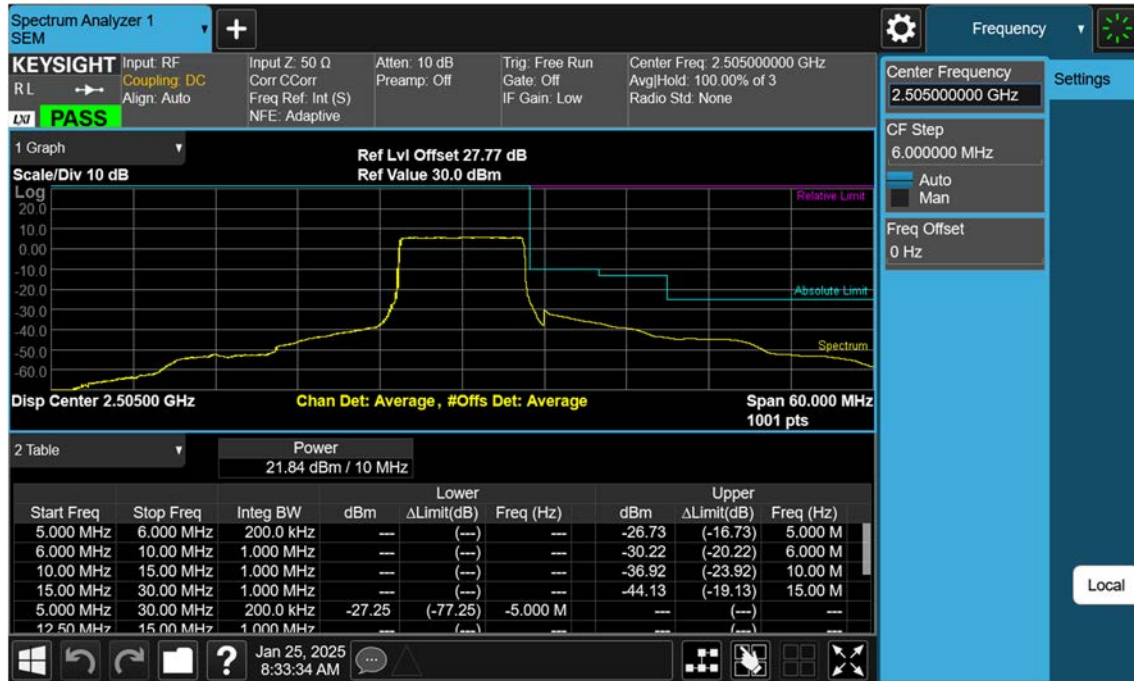 Spectrum Analyzer 1
SEM
+
Frequency
KEYSIGHT
RL
LXI
PASS
Input: RF
Coupling: DC
Align: Auto
Input Z: 50 Ω
Corr CCorr
Freq Ref: Int (S)
NFE: Adaptive
Atten: 10 dB
Preamp: Off
Trig: Free Run
Gate: Off
IF Gain: Low
Center Freq: 2.505000000 GHz
Avg|Hold: 100.00% of 3
Radio Std: None
Center Frequency
2.505000000 GHz
Settings
CF Step
6.000000 MHz
Auto
Man
Freq Offset
0 Hz
1 Graph
Ref Lvl Offset 27.77 dB
Scale/Div 10 dB
Ref Value 30.0 dBm
Log
Relative Limit
20.0
10.0
0.00
-10.0
-20.0
Absolute Limit
-30.0
-40.0
-50.0
Spectrum
-60.0
Disp Center 2.50500 GHz
Chan Det: Average, #Offs Det: Average
Span 60.000 MHz
1001 pts
2 Table
Power
21.84 dBm / 10 MHz
Lower Upper
Start Freq Stop Freq Integ BW dBm ΔLimit(dB) Freq (Hz) dBm ΔLimit(dB) Freq (Hz)
5.000 MHz 6.000 MHz 200.0 kHz --- (---) --- -26.73 (-16.73) 5.000 M
6.000 MHz 10.00 MHz 1.000 MHz --- (---) --- -30.22 (-20.22) 6.000 M
10.00 MHz 15.00 MHz 1.000 MHz --- (---) --- -36.92 (-23.92) 10.00 M
15.00 MHz 30.00 MHz 1.000 MHz --- (---) --- -44.13 (-19.13) 15.00 M
5.000 MHz 30.00 MHz 200.0 kHz -27.25 (-77.25) -5.000 M --- (---) ---
12.50 MHz 15.00 MHz 1.000 MHz --- (---) --- --- (---) ---
Local
?
Jan 25, 2025
8:33:34 AM